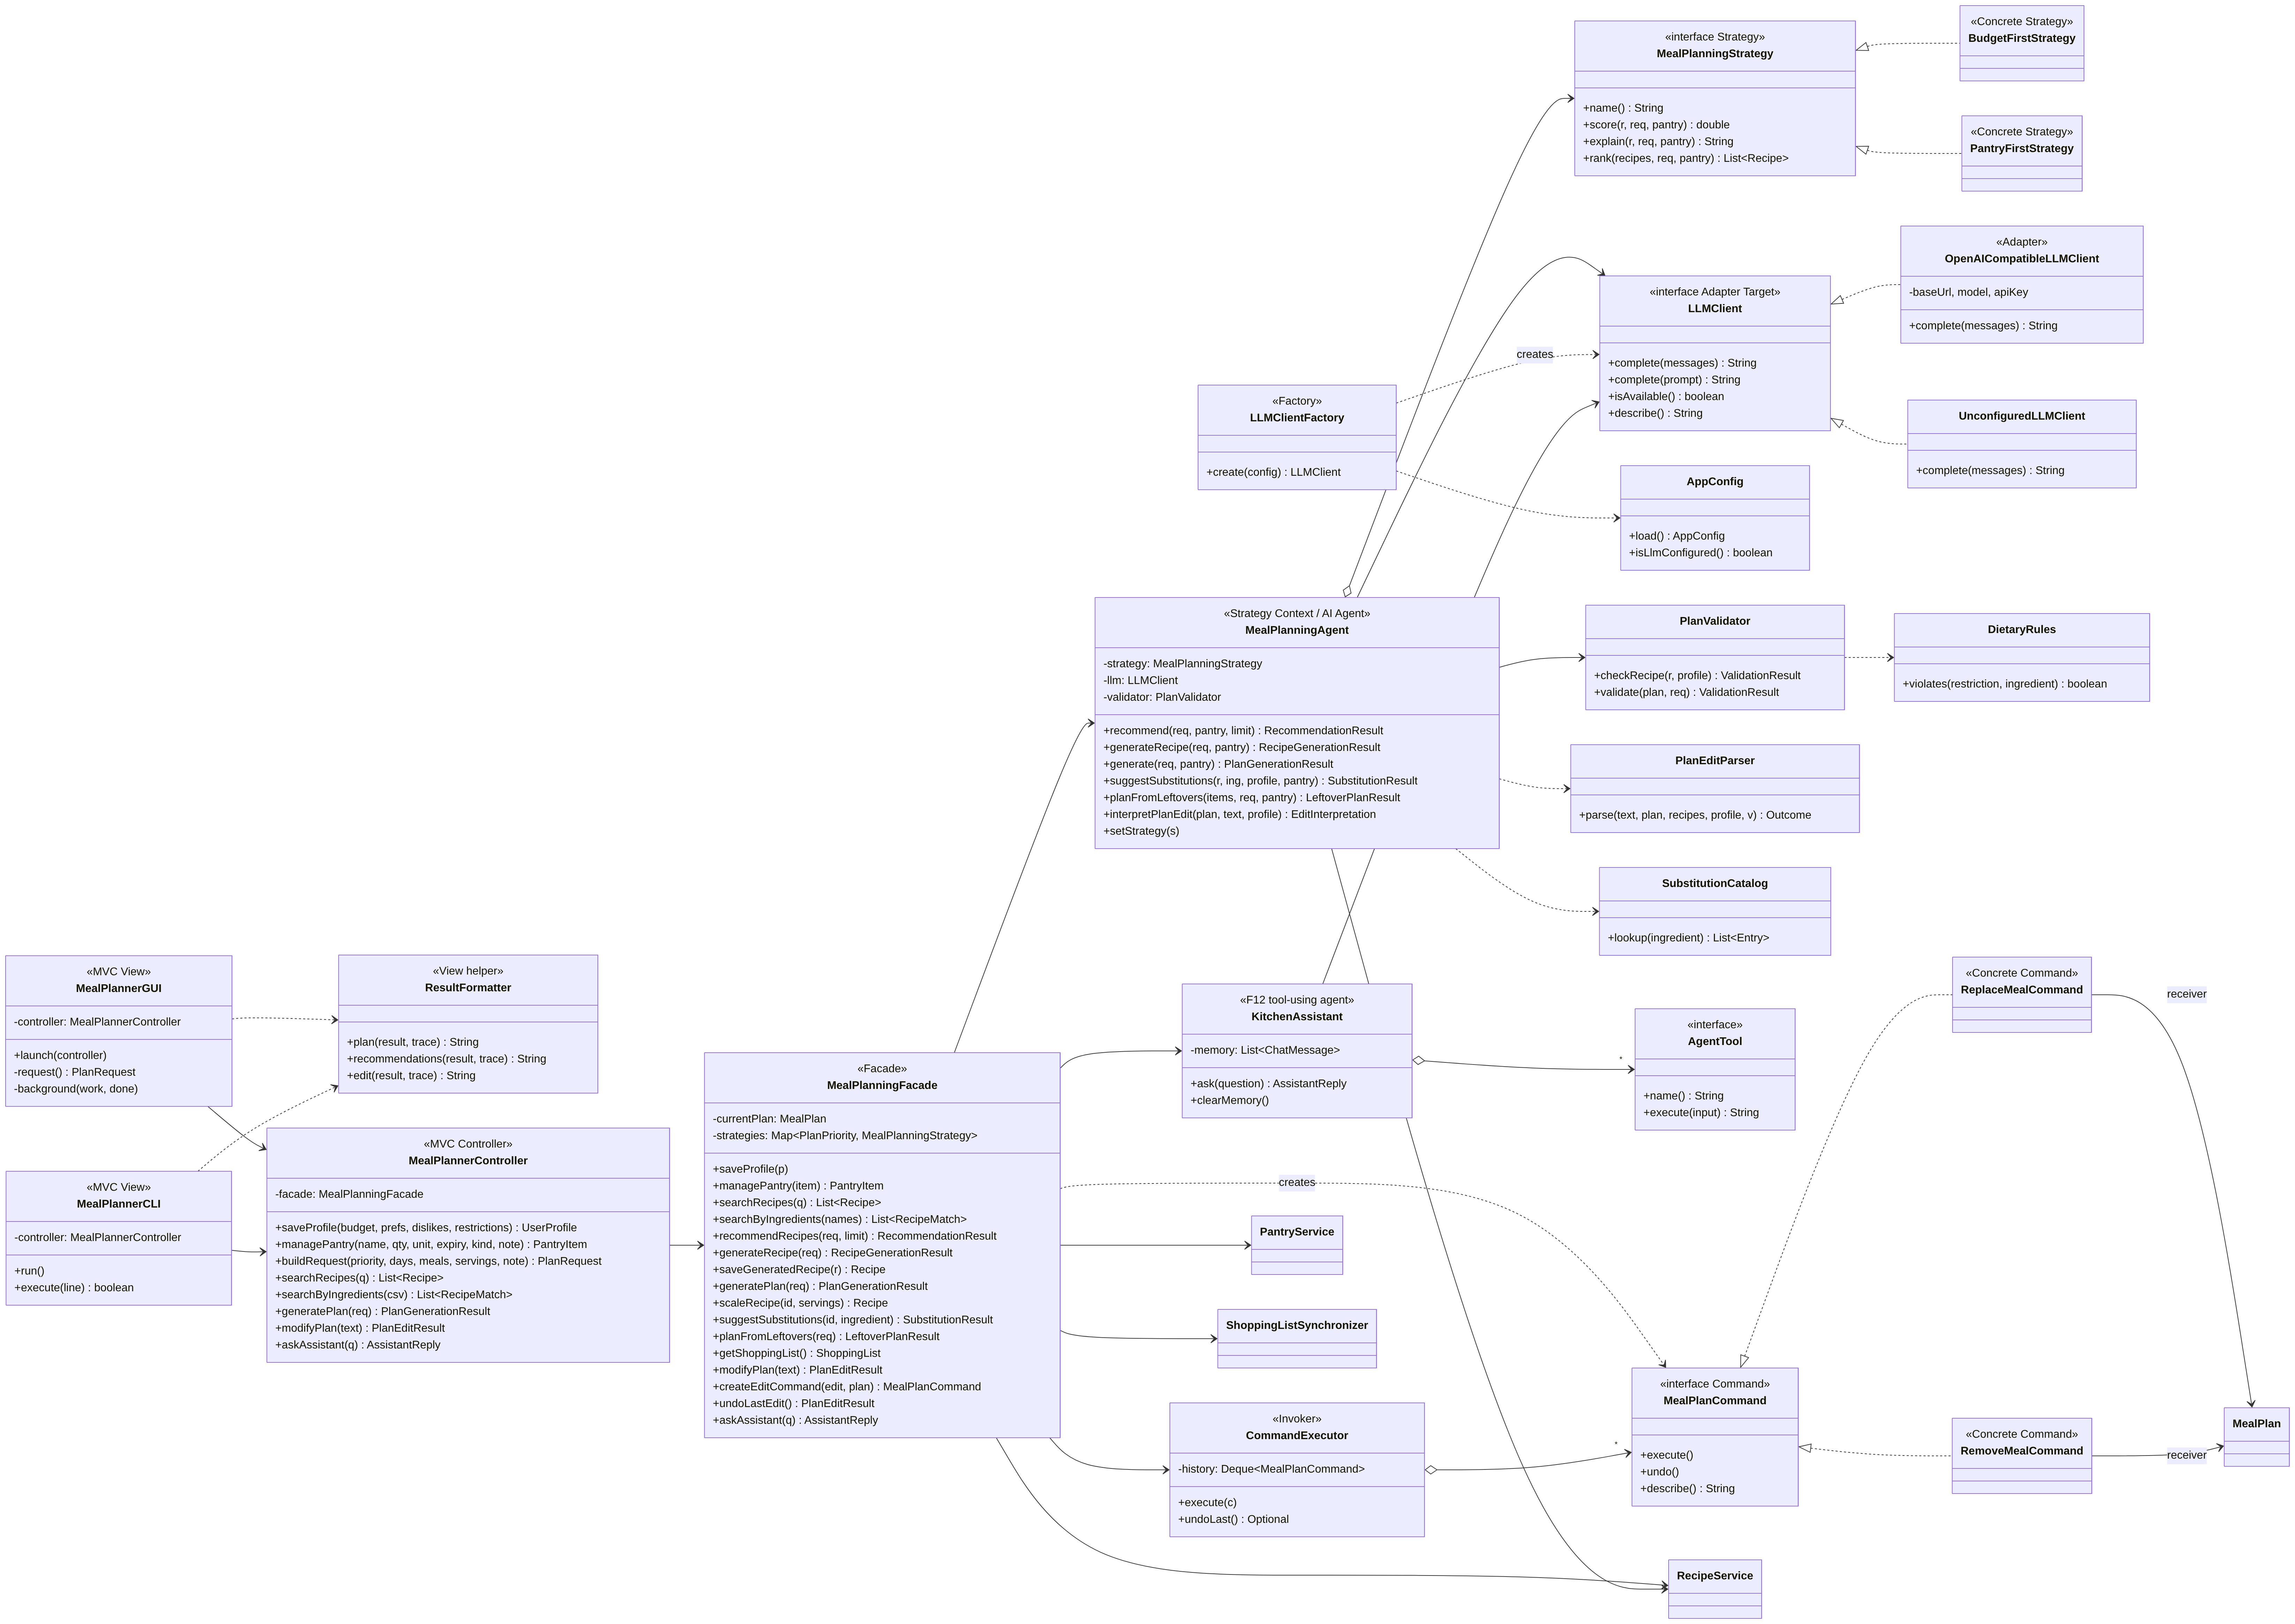 «interface Strategy»
MealPlanningStrategy
+name() : String
+score(r, req, pantry) : double
+explain(r, req, pantry) : String
+rank(recipes, req, pantry) : List<Recipe>
«Concrete Strategy»
BudgetFirstStrategy
«Concrete Strategy»
PantryFirstStrategy
«Adapter»
OpenAICompatibleLLMClient
-baseUrl, model, apiKey
+complete(messages) : String
«interface Adapter Target»
LLMClient
+complete(messages) : String
+complete(prompt) : String
+isAvailable() : boolean
+describe() : String
creates
«Factory»
LLMClientFactory
+create(config) : LLMClient
UnconfiguredLLMClient
+complete(messages) : String
AppConfig
+load() : AppConfig
+isLlmConfigured() : boolean
«Strategy Context / AI Agent»
MealPlanningAgent
-strategy: MealPlanningStrategy
-llm: LLMClient
-validator: PlanValidator
+recommend(req, pantry, limit) : RecommendationResult
+generateRecipe(req, pantry) : RecipeGenerationResult
+generate(req, pantry) : PlanGenerationResult
+suggestSubstitutions(r, ing, profile, pantry) : SubstitutionResult
+planFromLeftovers(items, req, pantry) : LeftoverPlanResult
+interpretPlanEdit(plan, text, profile) : EditInterpretation
+setStrategy(s)
PlanValidator
+checkRecipe(r, profile) : ValidationResult
+validate(plan, req) : ValidationResult
DietaryRules
+violates(restriction, ingredient) : boolean
PlanEditParser
+parse(text, plan, recipes, profile, v) : Outcome
SubstitutionCatalog
+lookup(ingredient) : List<Entry>
«MVC View»
MealPlannerGUI
-controller: MealPlannerController
+launch(controller)
-request() : PlanRequest
-background(work, done)
«View helper»
ResultFormatter
+plan(result, trace) : String
+recommendations(result, trace) : String
+edit(result, trace) : String
«MVC View»
MealPlannerCLI
-controller: MealPlannerController
+run()
+execute(line) : boolean
«MVC Controller»
MealPlannerController
-facade: MealPlanningFacade
+saveProfile(budget, prefs, dislikes, restrictions) : UserProfile
+managePantry(name, qty, unit, expiry, kind, note) : PantryItem
+buildRequest(priority, days, meals, servings, note) : PlanRequest
+searchRecipes(q) : List<Recipe>
+searchByIngredients(csv) : List<RecipeMatch>
+generatePlan(req) : PlanGenerationResult
+modifyPlan(text) : PlanEditResult
+askAssistant(q) : AssistantReply
«Facade»
MealPlanningFacade
-currentPlan: MealPlan
-strategies: Map<PlanPriority, MealPlanningStrategy>
+saveProfile(p)
+managePantry(item) : PantryItem
+searchRecipes(q) : List<Recipe>
+searchByIngredients(names) : List<RecipeMatch>
+recommendRecipes(req, limit) : RecommendationResult
+generateRecipe(req) : RecipeGenerationResult
+saveGeneratedRecipe(r) : Recipe
+generatePlan(req) : PlanGenerationResult
+scaleRecipe(id, servings) : Recipe
+suggestSubstitutions(id, ingredient) : SubstitutionResult
+planFromLeftovers(req) : LeftoverPlanResult
+getShoppingList() : ShoppingList
+modifyPlan(text) : PlanEditResult
+createEditCommand(edit, plan) : MealPlanCommand
+undoLastEdit() : PlanEditResult
+askAssistant(q) : AssistantReply
«F12 tool-using agent»
KitchenAssistant
-memory: List<ChatMessage>
+ask(question) : AssistantReply
+clearMemory()
*
«interface»
AgentTool
+name() : String
+execute(input) : String
creates
PantryService
ShoppingListSynchronizer
«Invoker»
CommandExecutor
-history: Deque<MealPlanCommand>
+execute(c)
+undoLast() : Optional
*
«interface Command»
MealPlanCommand
+execute()
+undo()
+describe() : String
«Concrete Command»
ReplaceMealCommand
receiver
«Concrete Command»
RemoveMealCommand
receiver
MealPlan
RecipeService